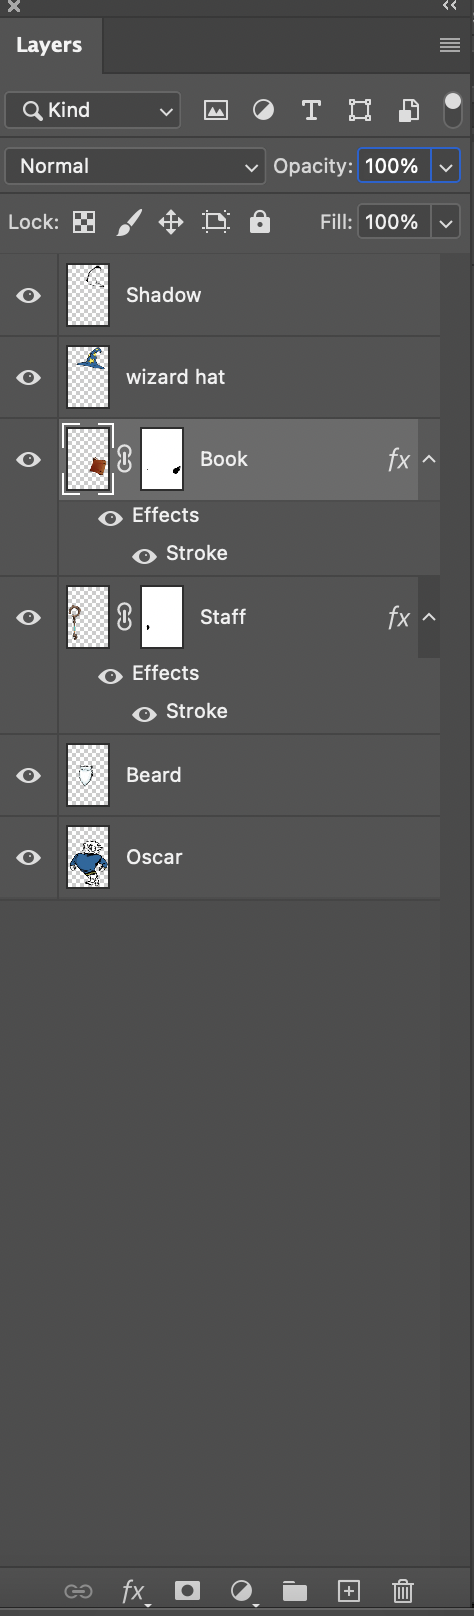 Layers
Kind
Normal Opacity: 100%
Lock: Fill: 100%
Shadow
wizard hat
Book fx
Effects
Stroke
Staff fx
Effects
Stroke
Beard
Oscar
fx